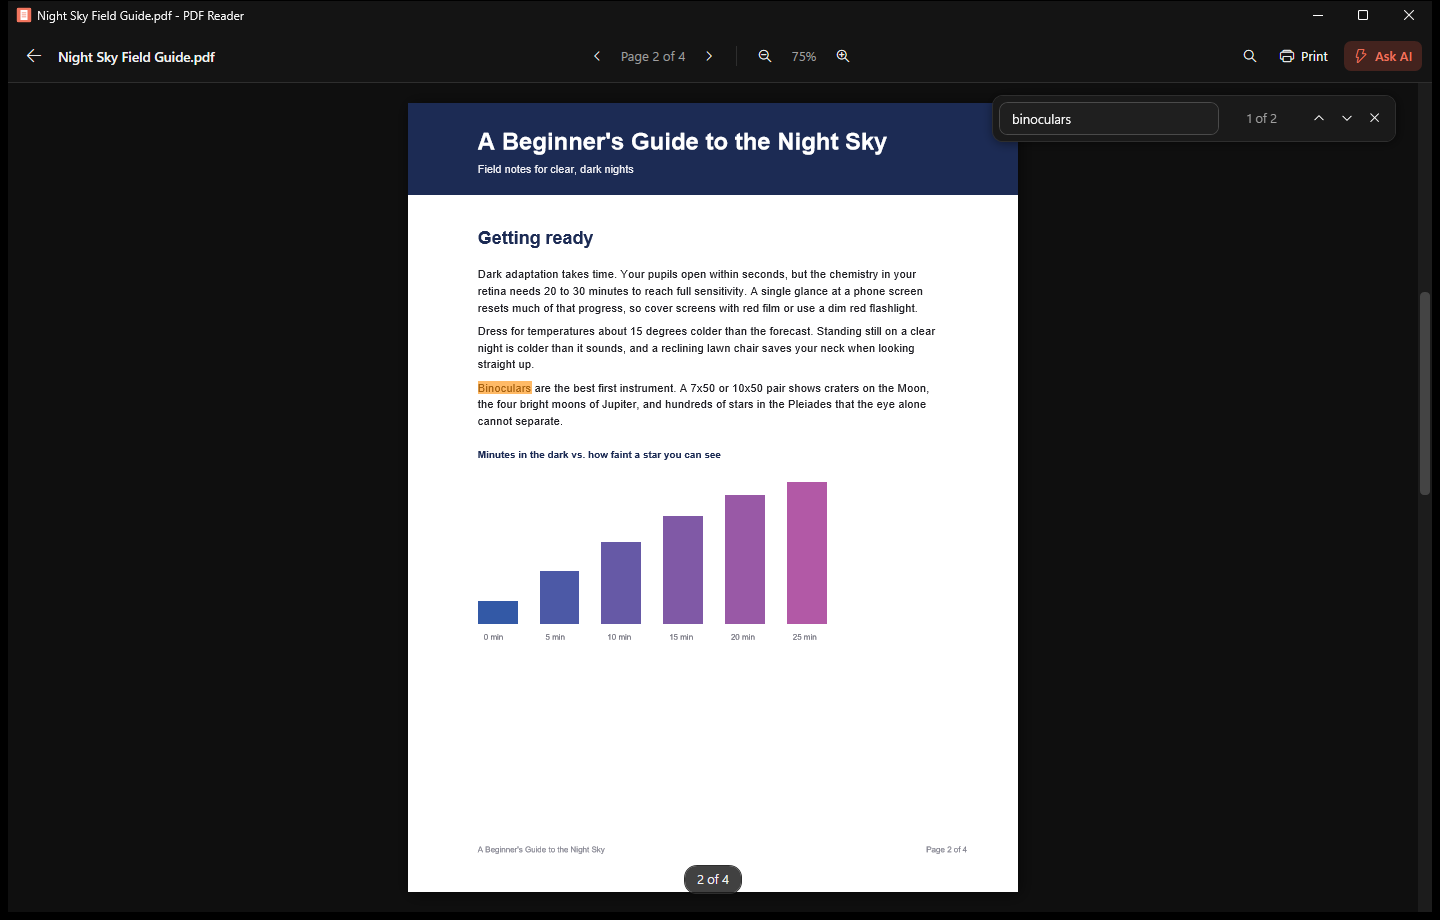 Night Sky Field Guide.pdf - PDF Reader
Night Sky Field Guide.pdf
Page 2 of 4
75%
Print
Ask AI
binoculars
1 of 2
A Beginner's Guide to the Night Sky
Field notes for clear, dark nights
Getting ready
Dark adaptation takes time. Your pupils open within seconds, but the chemistry in your
retina needs 20 to 30 minutes to reach full sensitivity. A single glance at a phone screen
resets much of that progress, so cover screens with red film or use a dim red flashlight.
Dress for temperatures about 15 degrees colder than the forecast. Standing still on a clear
night is colder than it sounds, and a reclining lawn chair saves your neck when looking
straight up.
Binoculars are the best first instrument. A 7x50 or 10x50 pair shows craters on the Moon,
the four bright moons of Jupiter, and hundreds of stars in the Pleiades that the eye alone
cannot separate.
Minutes in the dark vs. how faint a star you can see
0 min
5 min
10 min
15 min
20 min
25 min
A Beginner's Guide to the Night Sky
Page 2 of 4
2 of 4